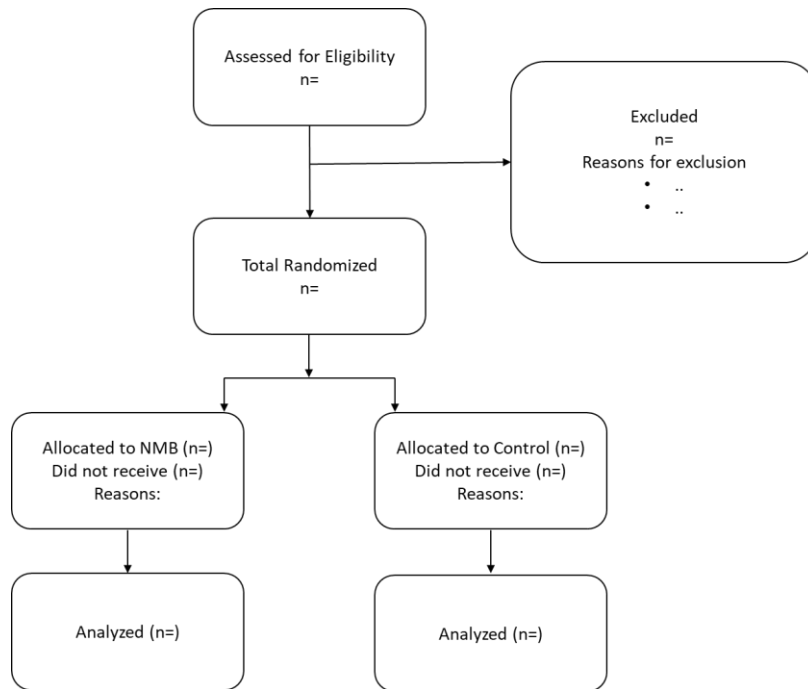 Assessed for Eligibility
n=
Excluded
n=
Reasons for exclusion
• ..
• ..
Total Randomized
n=
Allocated to NMB (n=)
Did not receive (n=)
Reasons:
Allocated to Control (n=)
Did not receive (n=)
Reasons:
Analyzed (n=)
Analyzed (n=)